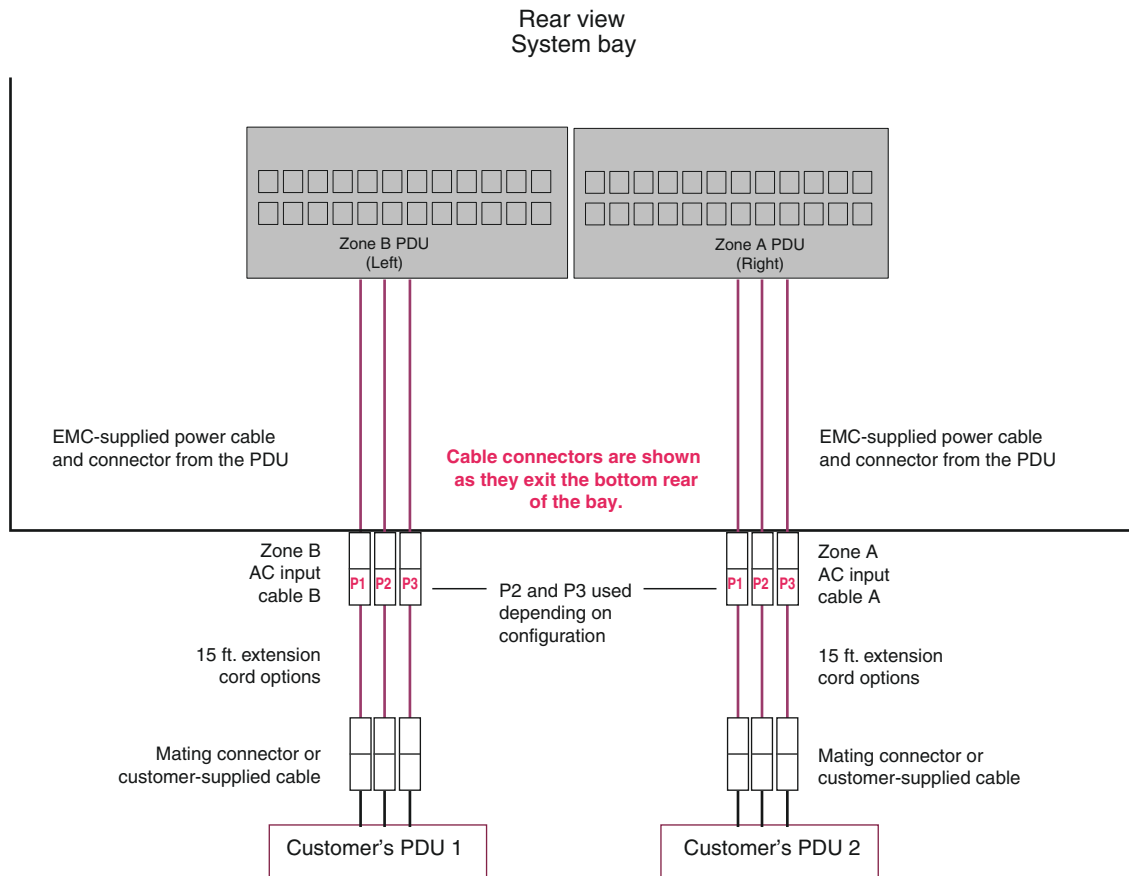 Rear view
System bay
Zone B PDU
(Left)
Zone A PDU
(Right)
EMC-supplied power cable
and connector from the PDU
Cable connectors are shown
as they exit the bottom rear
of the bay.
EMC-supplied power cable
and connector from the PDU
Zone B
AC input
cable B
P1 P2 P3
P2 and P3 used
depending on
configuration
P1 P2 P3
Zone A
AC input
cable A
15 ft. extension
cord options
15 ft. extension
cord options
Mating connector or
customer-supplied cable
Mating connector or
customer-supplied cable
Customer's PDU 1
Customer's PDU 2